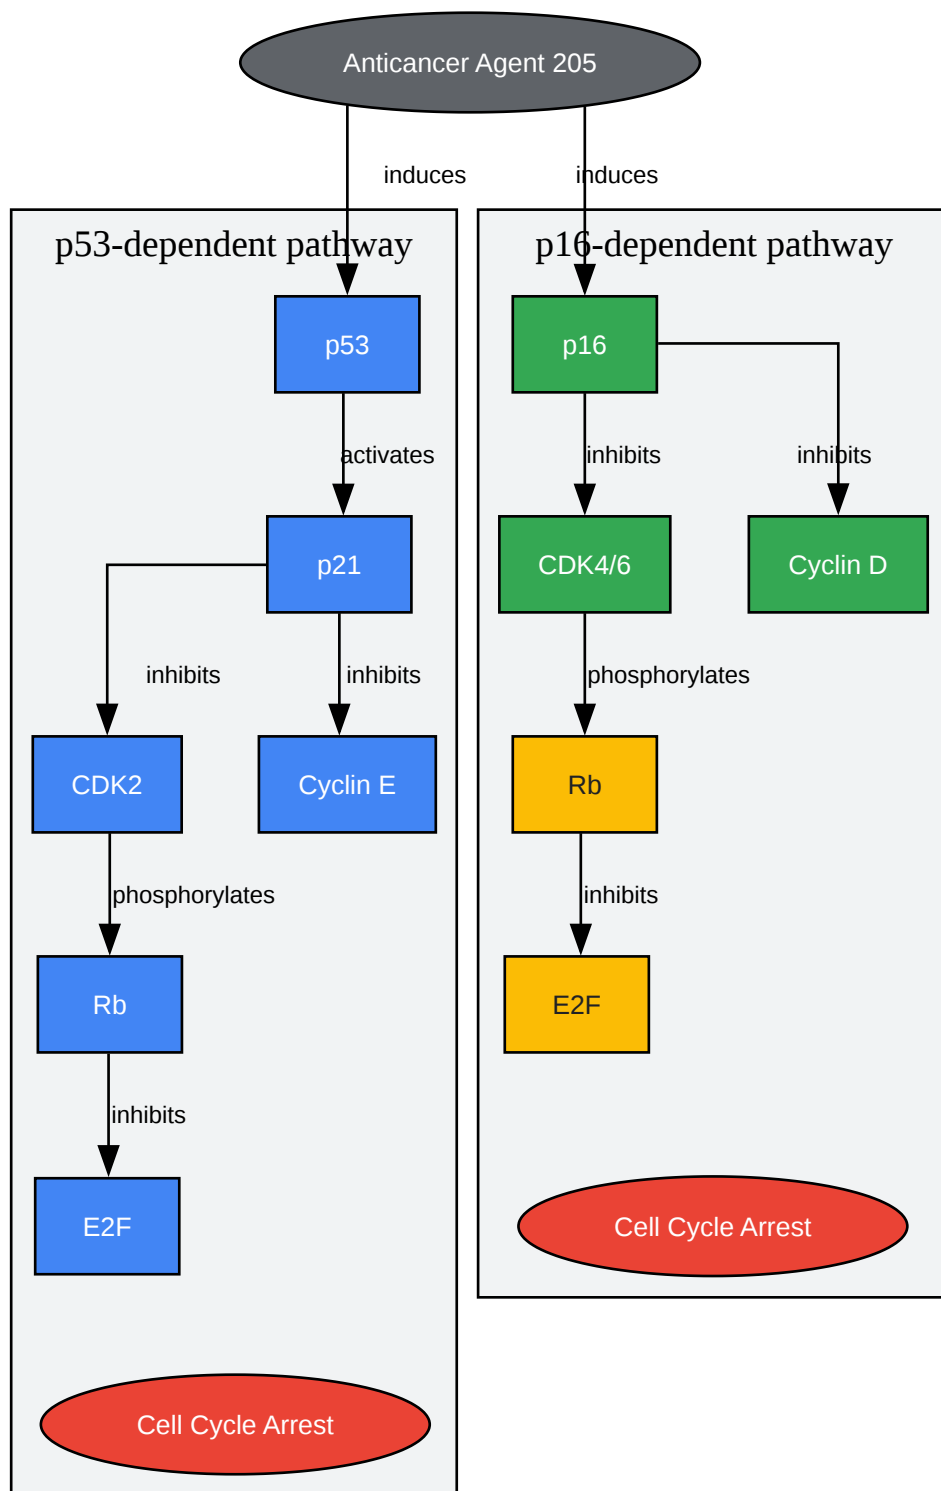 Anticancer Agent 205
induces
induces
p53-dependent pathway
p16-dependent pathway
p53
p16
activates
inhibits
inhibits
p21
CDK4/6
Cyclin D
inhibits
inhibits
phosphorylates
CDK2
Cyclin E
Rb
phosphorylates
inhibits
Rb
E2F
inhibits
E2F
Cell Cycle Arrest
Cell Cycle Arrest